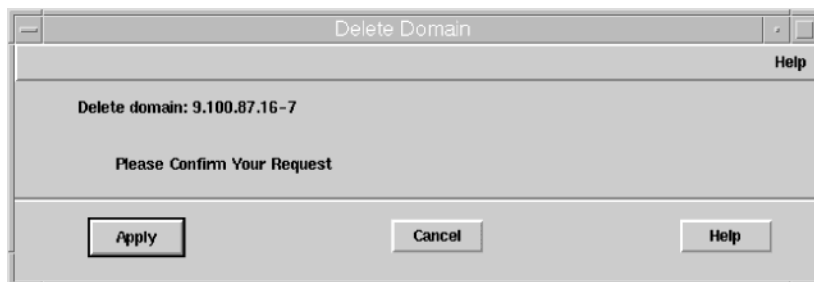 Delete Domain
Help
Delete domain: 9.100.87.16-7
Please Confirm Your Request
Apply Cancel Help